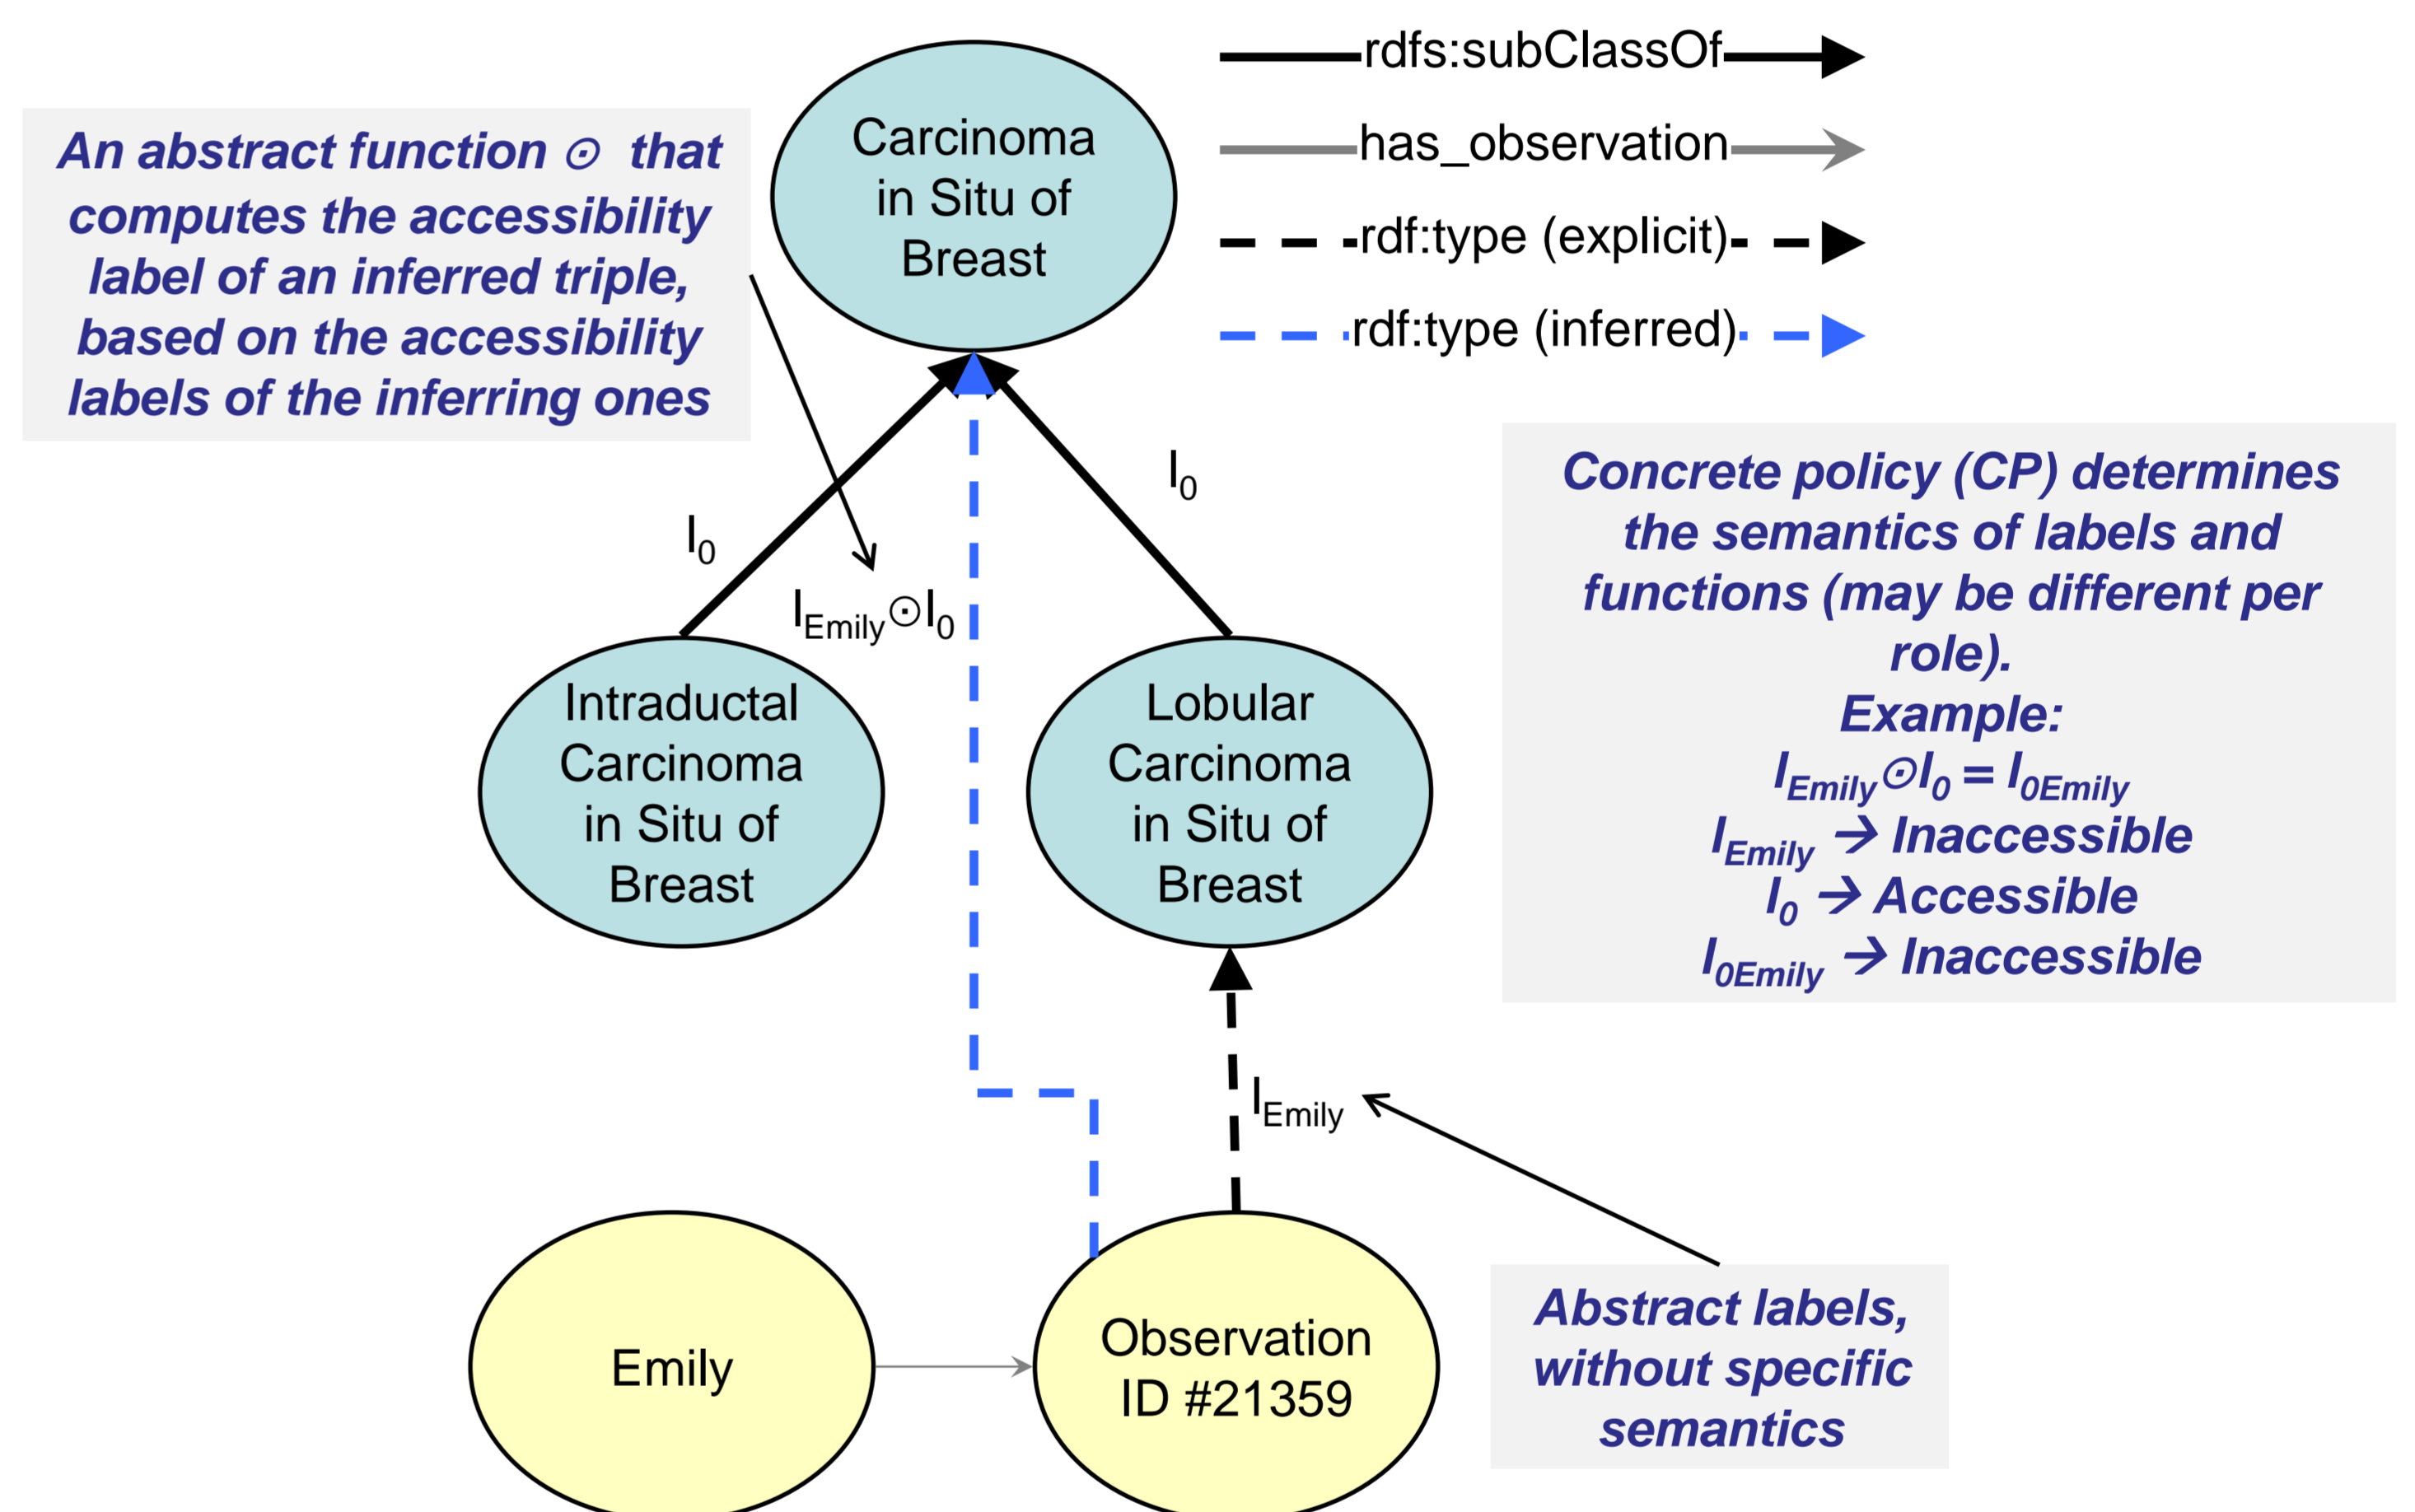 rdfs:subClassOf
has_observation
rdf:type (explicit)
rdf:type (inferred)
An abstract function ⊙ that
computes the accessibility
label of an inferred triple,
based on the accessibility
labels of the inferring ones
Carcinoma
in Situ of
Breast
l0
l0
lEmily⊙l0
Concrete policy (CP) determines
the semantics of labels and
functions (may be different per
role).
Example:
lEmily⊙l0 = l0Emily
lEmily → Inaccessible
l0 → Accessible
l0Emily → Inaccessible
Intraductal
Carcinoma
in Situ of
Breast
Lobular
Carcinoma
in Situ of
Breast
lEmily
Emily
Observation
ID #21359
Abstract labels,
without specific
semantics